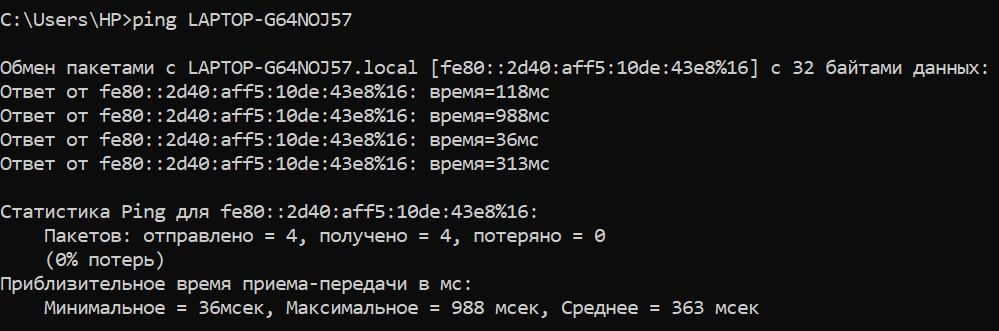 C:\Users\HP>ping LAPTOP-G64NOJ57
Обмен пакетами с LAPTOP-G64NOJ57.local [fe80::2d40:aff5:10de:43e8%16] с 32 байтами данных:
Ответ от fe80::2d40:aff5:10de:43e8%16: время=118мс
Ответ от fe80::2d40:aff5:10de:43e8%16: время=988мс
Ответ от fe80::2d40:aff5:10de:43e8%16: время=36мс
Ответ от fe80::2d40:aff5:10de:43e8%16: время=313мс
Статистика Ping для fe80::2d40:aff5:10de:43e8%16:
Пакетов: отправлено = 4, получено = 4, потеряно = 0
(0% потерь)
Приблизительное время приема-передачи в мс:
Минимальное = 36мсек, Максимальное = 988 мсек, Среднее = 363 мсек